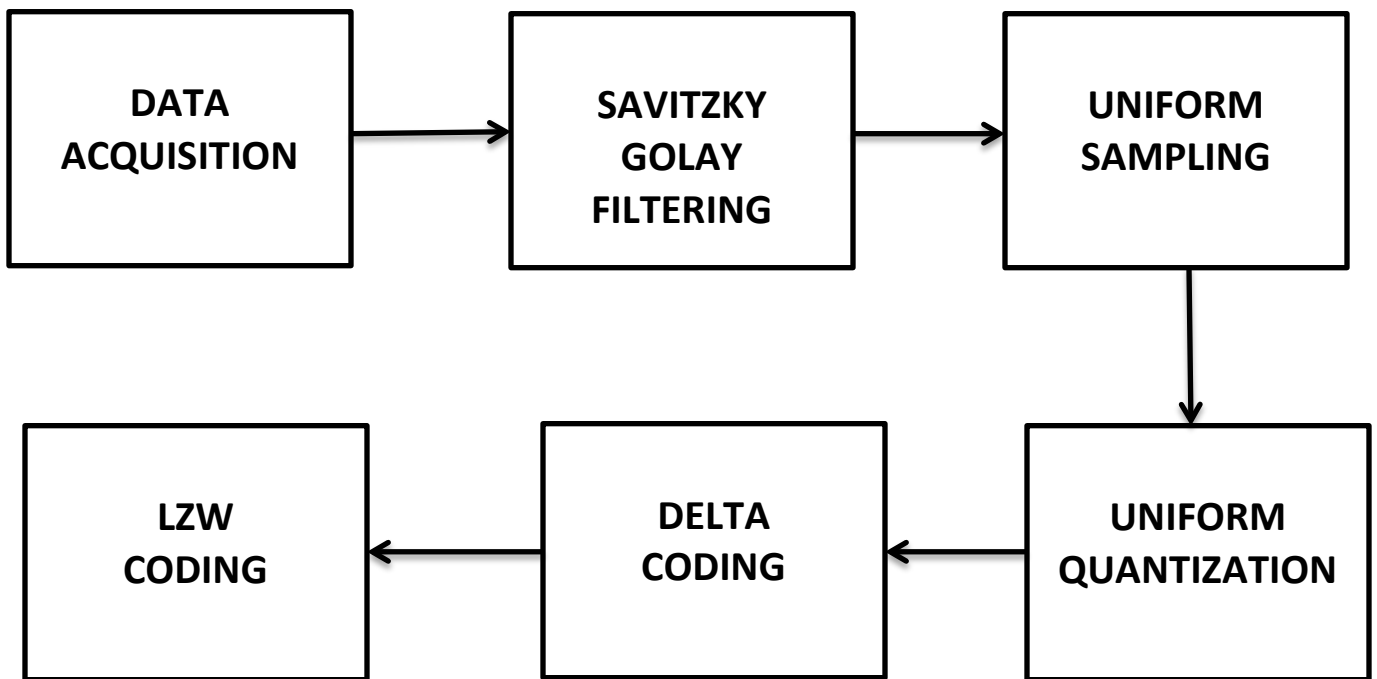 DATA
ACQUISITION
SAVITZKY
GOLAY
FILTERING
UNIFORM
SAMPLING
LZW
CODING
DELTA
CODING
UNIFORM
QUANTIZATION